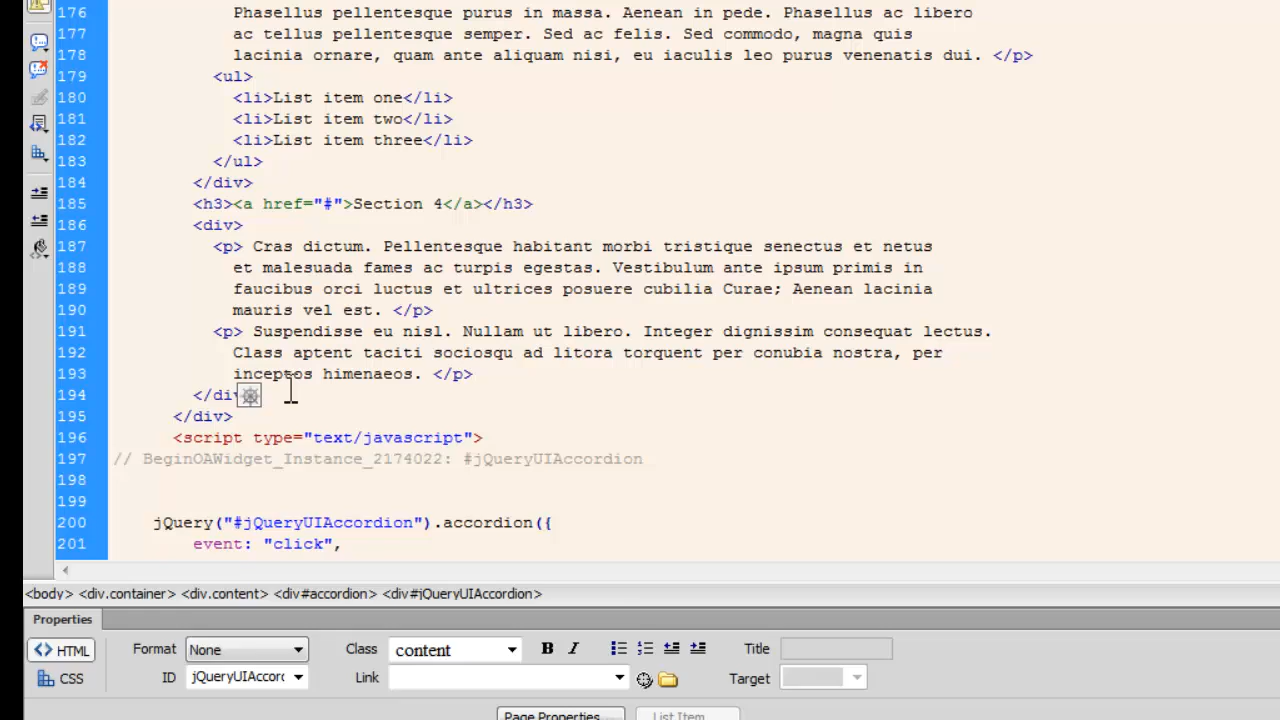 176 Phasellus pellentesque purus in massa. Aenean in pede. Phasellus ac libero
177 ac tellus pellentesque semper. Sed ac felis. Sed commodo, magna quis
178 lacinia ornare, quam ante aliquam nisi, eu iaculis leo purus venenatis dui. </p>
179 <ul>
180 <li>List item one</li>
181 <li>List item two</li>
182 <li>List item three</li>
183 </ul>
184 </div>
185 <h3><a href="#">Section 4</a></h3>
186 <div>
187 <p> Cras dictum. Pellentesque habitant morbi tristique senectus et netus
188 et malesuada fames ac turpis egestas. Vestibulum ante ipsum primis in
189 faucibus orci luctus et ultrices posuere cubilia Curae; Aenean lacinia
190 mauris vel est. </p>
191 <p> Suspendisse eu nisl. Nullam ut libero. Integer dignissim consequat lectus.
192 Class aptent taciti sociosqu ad litora torquent per conubia nostra, per
193 inceptos himenaeos. </p>
194 </div
195 </div>
196 <script type="text/javascript">
197 // BeginOAWidget_Instance_2174022: #jQueryUIAccordion
198
199
200 jQuery("#jQueryUIAccordion").accordion({
201 event: "click",
<body> <div.container> <div.content> <div#accordion> <div#jQueryUIAccordion>
Properties
<> HTML Format None Class content B I Title
CSS ID jQueryUIAccord Link Target
Page Properties... List Item...